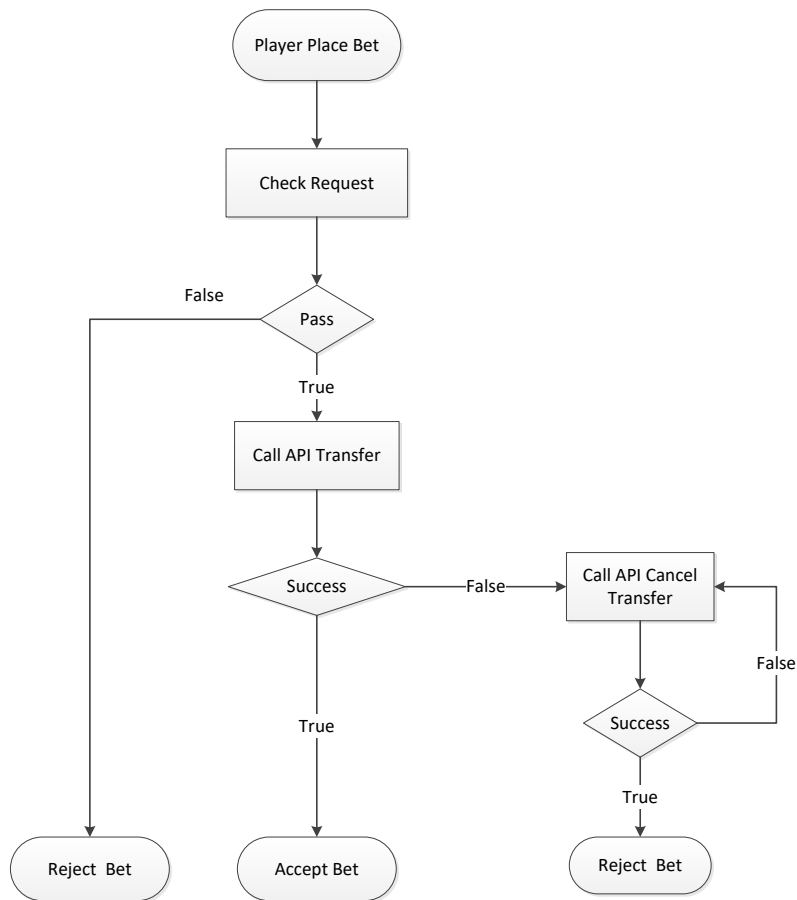 Player Place Bet
Check Request
False
Pass
True
Call API Transfer
Success
False
Call API Cancel
Transfer
False
Success
True
True
Reject  Bet
Accept Bet
Reject  Bet